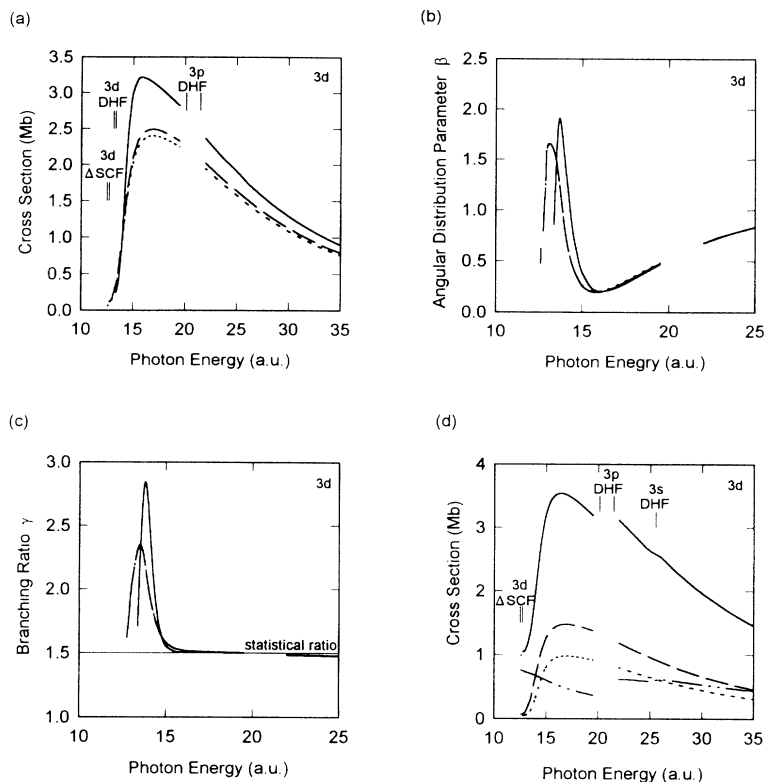 (a)
3.5
3.0
2.5
2.0
1.5
1.0
0.5
0.0
Cross Section (Mb)
3d
DHF
3p
DHF
3d
3d
Δ SCF
10 15 20 25 30 35
Photon Energy (a.u.)
(b)
2.5
2.0
1.5
1.0
0.5
0.0
Angular Distribution Parameter β
3d
10 15 20 25
Photon Enegry (a.u.)
(c)
3.0
2.5
2.0
1.5
1.0
Branching Ratio γ
3d
statistical ratio
10 15 20 25
Photon Energy (a.u.)
(d)
4
3
2
1
0
Cross Section (Mb)
3p
DHF
3s
DHF
3d
3d
Δ SCF
10 15 20 25 30 35
Photon Energy (a.u.)